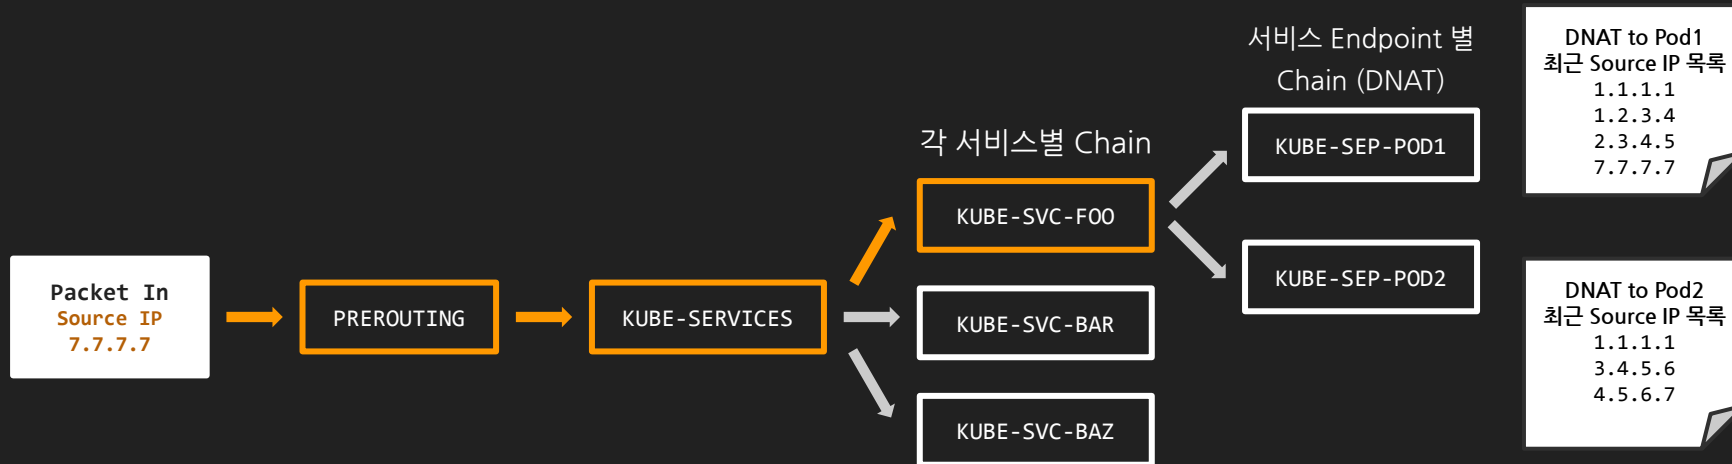 Packet In
Source IP
7.7.7.7
PREROUTING
KUBE-SERVICES
각 서비스별 Chain
KUBE-SVC-FOO
KUBE-SVC-BAR
KUBE-SVC-BAZ
서비스 Endpoint 별
Chain (DNAT)
KUBE-SEP-POD1
KUBE-SEP-POD2
DNAT to Pod1
최근 Source IP 목록
1.1.1.1
1.2.3.4
2.3.4.5
7.7.7.7
DNAT to Pod2
최근 Source IP 목록
1.1.1.1
3.4.5.6
4.5.6.7